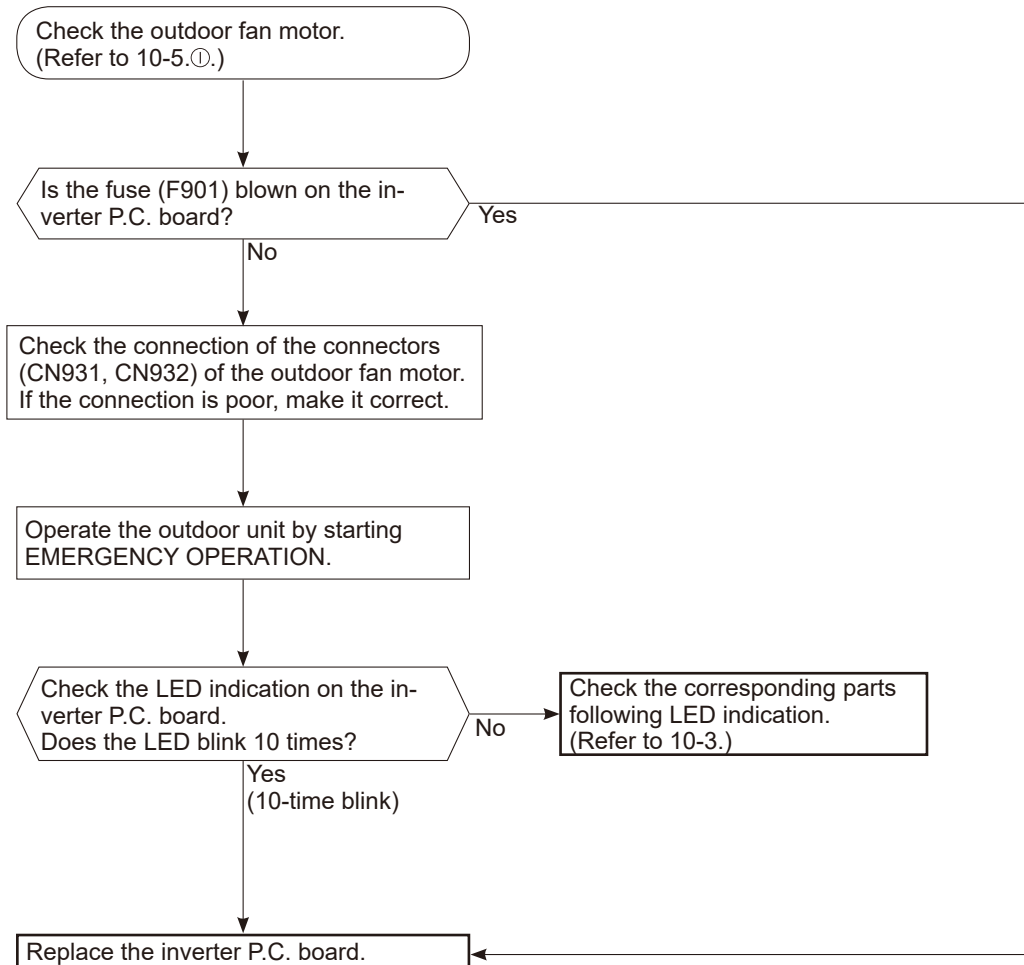 Check the outdoor fan motor.
(Refer to 10-5.Ⓘ.)
Is the fuse (F901) blown on the in-
verter P.C. board?
Yes
No
Check the connection of the connectors
(CN931, CN932) of the outdoor fan motor.
If the connection is poor, make it correct.
Operate the outdoor unit by starting
EMERGENCY OPERATION.
Check the LED indication on the in-
verter P.C. board.
Does the LED blink 10 times?
No
Check the corresponding parts
following LED indication.
(Refer to 10-3.)
Yes
(10-time blink)
Replace the inverter P.C. board.